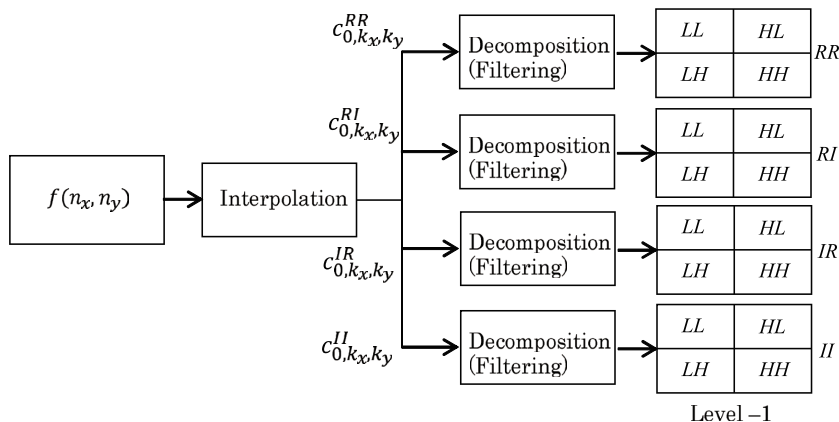 c^{RR}_{0,k_x,k_y}
Decomposition
(Filtering)
LL HL
LH HH
RR
c^{RI}_{0,k_x,k_y}
Decomposition
(Filtering)
LL HL
LH HH
RI
f(n_x, n_y)
Interpolation
c^{IR}_{0,k_x,k_y}
Decomposition
(Filtering)
LL HL
LH HH
IR
c^{II}_{0,k_x,k_y}
Decomposition
(Filtering)
LL HL
LH HH
II
Level –1